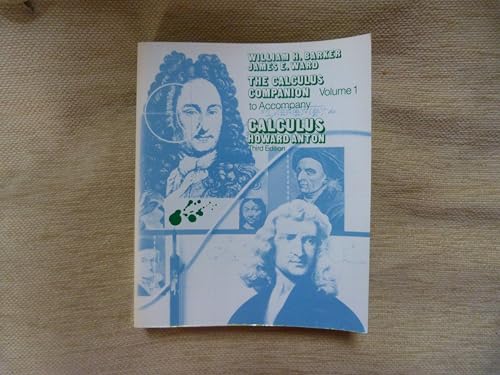 WILLIAM H. BARKER
JAMES E. WARD
THE CALCULUS
COMPANION Volume 1
to Accompany
CALCULUS
HOWARD ANTON
Third Edition